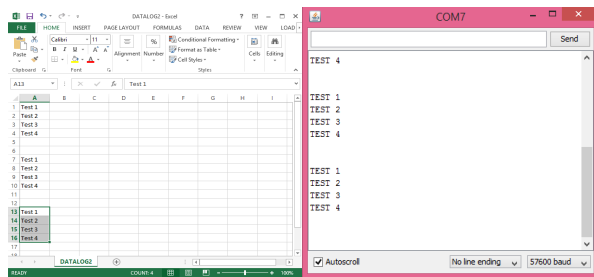 DATALOG2 - Excel
FILE HOME INSERT PAGE LAYOUT FORMULAS DATA REVIEW VIEW LOAD
Paste
Calibri 11
B I U
Alignment
Number
Conditional Formatting
Format as Table
Cell Styles
Cells
Editing
Clipboard Font Styles
A13 fx Test 1
A B C D E F G H I
1 Test 1
2 Test 2
3 Test 3
4 Test 4
5
6
7 Test 1
8 Test 2
9 Test 3
10 Test 4
11
12
13 Test 1
14 Test 2
15 Test 3
16 Test 4
17
DATALOG2
READY COUNT: 4 100%
COM7
Send
TEST 4
TEST 1
TEST 2
TEST 3
TEST 4
TEST 1
TEST 2
TEST 3
TEST 4
Autoscroll No line ending 57600 baud